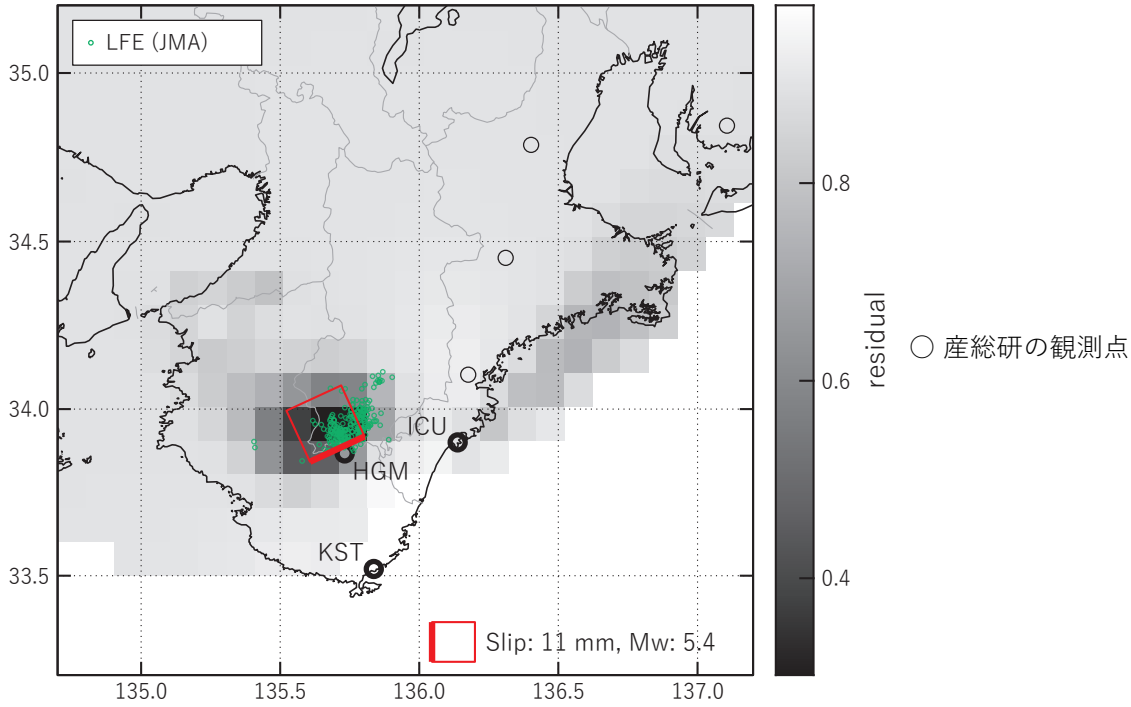 LFE (JMA)
35.0
34.5
34.0
33.5
ICU
HGM
KST
Slip: 11 mm, Mw: 5.4
135.0
135.5
136.0
136.5
137.0
0.8
0.6
0.4
residual
産総研の観測点